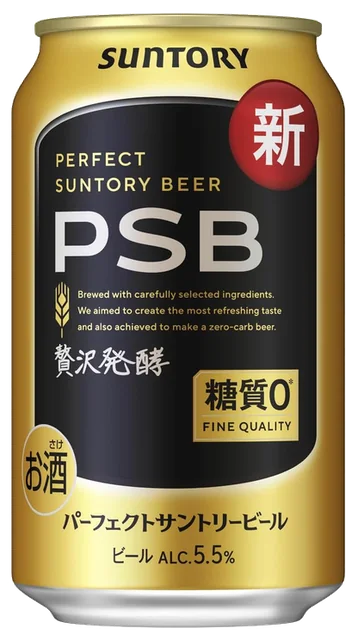 SUNTORY
新
PERFECT
SUNTORY BEER
PSB
Brewed with carefully selected ingredients.
We aimed to create the most refreshing taste
and also achieved to make a zero-carb beer.
贅沢発酵
糖質0*
FINE QUALITY
さけ
お酒
パーフェクトサントリービール
ビール ALC.5.5%